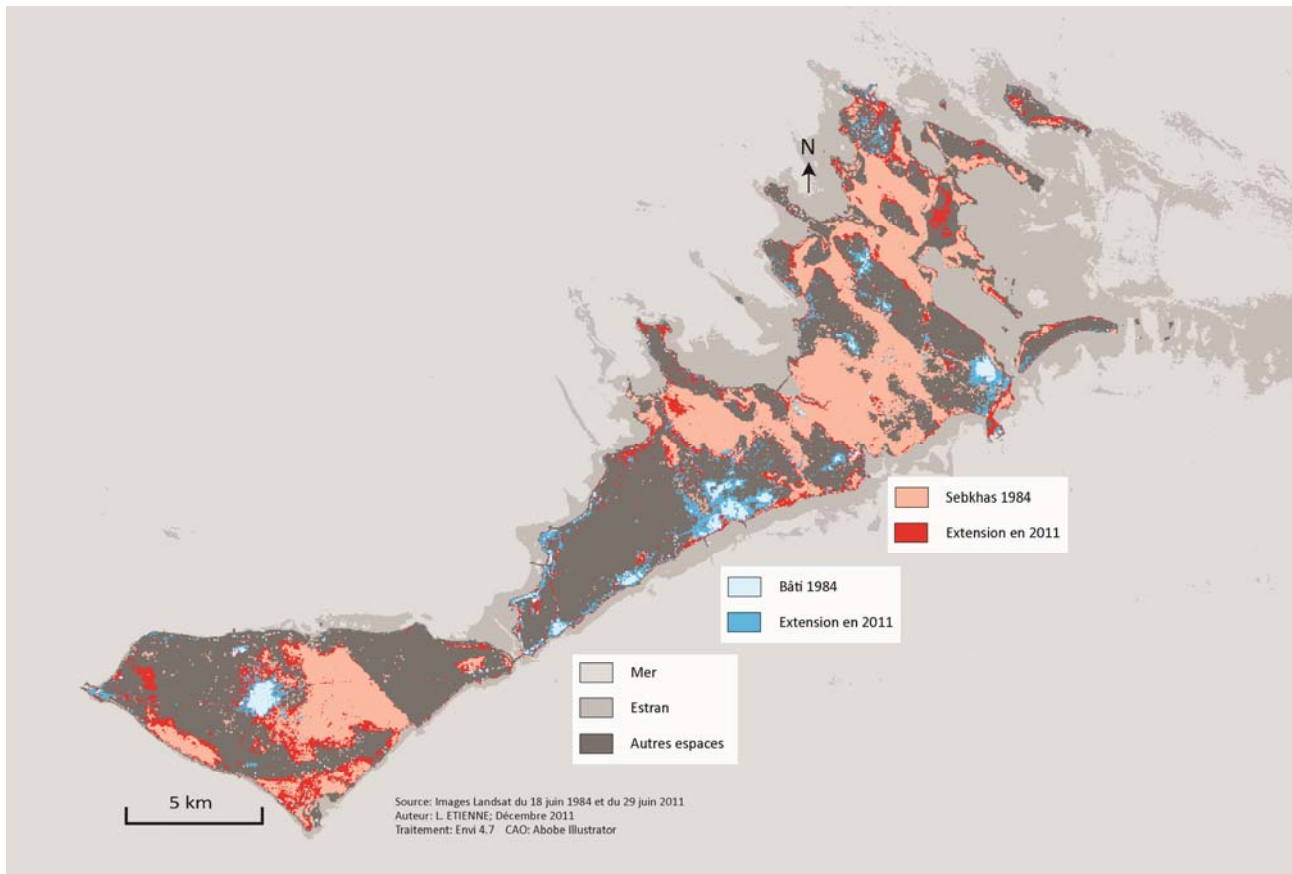 N
Sebkhas 1984
Extension en 2011
Bâti 1984
Extension en 2011
Mer
Estran
Autres espaces
5 km
Source: Images Landsat du 18 juin 1984 et du 29 juin 2011
Auteur: L. ETIENNE; Décembre 2011
Traitement: Envi 4.7 CAO: Abobe Illustrator